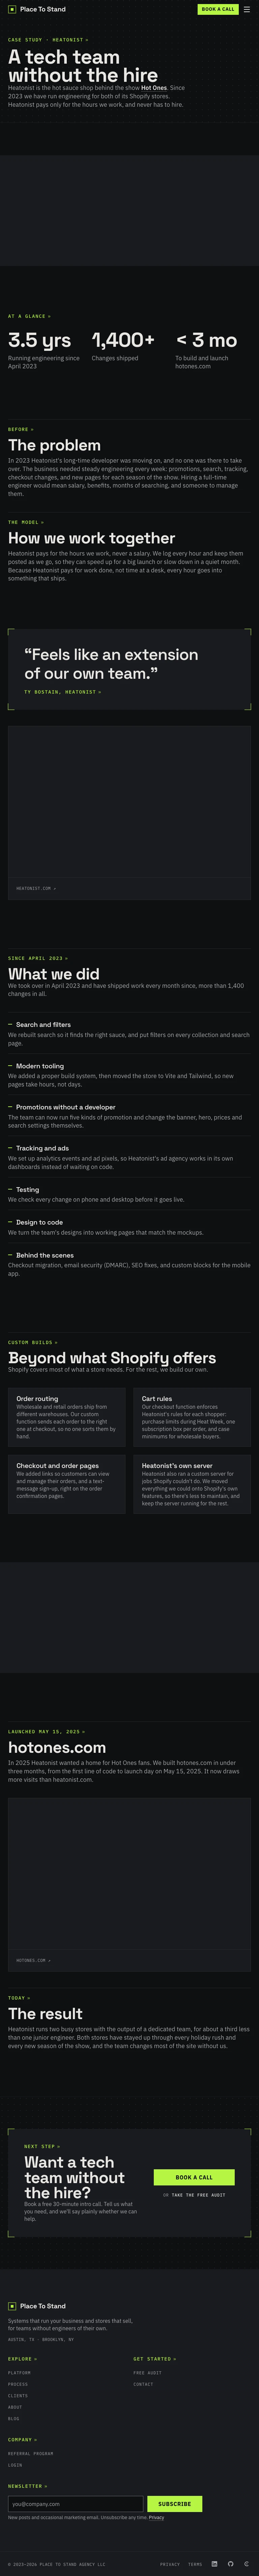 Place To Stand
BOOK A CALL
CASE STUDY · HEATONIST
A tech team
without the hire
Heatonist is the hot sauce shop behind the show Hot Ones. Since
2023 we have run engineering for both of its Shopify stores.
Heatonist pays only for the hours we work, and never has to hire.
AT A GLANCE
3.5 yrs
1,400+
< 3 mo
Running engineering since
April 2023
Changes shipped
To build and launch
hotones.com
BEFORE
The problem
In 2023 Heatonist's long-time developer was moving on, and no one was there to take
over. The business needed steady engineering every week: promotions, search, tracking,
checkout changes, and new pages for each season of the show. Hiring a full-time
engineer would mean salary, benefits, months of searching, and someone to manage
them.
THE MODEL
How we work together
Heatonist pays for the hours we work, never a salary. We log every hour and keep them
posted as we go, so they can speed up for a big launch or slow down in a quiet month.
Because Heatonist pays for work done, not time at a desk, every hour goes into
something that ships.
“Feels like an extension
of our own team.”
TY BOSTAIN, HEATONIST
HEATONIST.COM
SINCE APRIL 2023
What we did
We took over in April 2023 and have shipped work every month since, more than 1,400
changes in all.
Search and filters
We rebuilt search so it finds the right sauce, and put filters on every collection and search
page.
Modern tooling
We added a proper build system, then moved the store to Vite and Tailwind, so new
pages take hours, not days.
Promotions without a developer
The team can now run five kinds of promotion and change the banner, hero, prices and
search settings themselves.
Tracking and ads
We set up analytics events and ad pixels, so Heatonist's ad agency works in its own
dashboards instead of waiting on code.
Testing
We check every change on phone and desktop before it goes live.
Design to code
We turn the team's designs into working pages that match the mockups.
Behind the scenes
Checkout migration, email security (DMARC), SEO fixes, and custom blocks for the mobile
app.
CUSTOM BUILDS
Beyond what Shopify offers
Shopify covers most of what a store needs. For the rest, we build our own.
Order routing
Wholesale and retail orders ship from
different warehouses. Our custom
function sends each order to the right
one at checkout, so no one sorts them by
hand.
Cart rules
Our checkout function enforces
Heatonist's rules for each shopper:
purchase limits during Heat Week, one
subscription box per order, and case
minimums for wholesale buyers.
Checkout and order pages
We added links so customers can view
and manage their orders, and a text-
message sign-up, right on the order
confirmation pages.
Heatonist's own server
Heatonist also ran a custom server for
jobs Shopify couldn't do. We moved
everything we could onto Shopify's own
features, so there's less to maintain, and
keep the server running for the rest.
LAUNCHED MAY 15, 2025
hotones.com
In 2025 Heatonist wanted a home for Hot Ones fans. We built hotones.com in under
three months, from the first line of code to launch day on May 15, 2025. It now draws
more visits than heatonist.com.
HOTONES.COM
TODAY
The result
Heatonist runs two busy stores with the output of a dedicated team, for about a third less
than one junior engineer. Both stores have stayed up through every holiday rush and
every new season of the show, and the team changes most of the site without us.
NEXT STEP
Want a tech
team without
the hire?
Book a free 30-minute intro call. Tell us what
you need, and we'll say plainly whether we can
help.
BOOK A CALL
OR TAKE THE FREE AUDIT
Place To Stand
Systems that run your business and stores that sell,
for teams without engineers of their own.
AUSTIN, TX · BROOKLYN, NY
EXPLORE
PLATFORM
PROCESS
CLIENTS
ABOUT
BLOG
GET STARTED
FREE AUDIT
CONTACT
COMPANY
REFERRAL PROGRAM
LOGIN
NEWSLETTER
you@company.com
SUBSCRIBE
New posts and occasional marketing email. Unsubscribe any time. Privacy
© 2023–2026 PLACE TO STAND AGENCY LLC
PRIVACY
TERMS